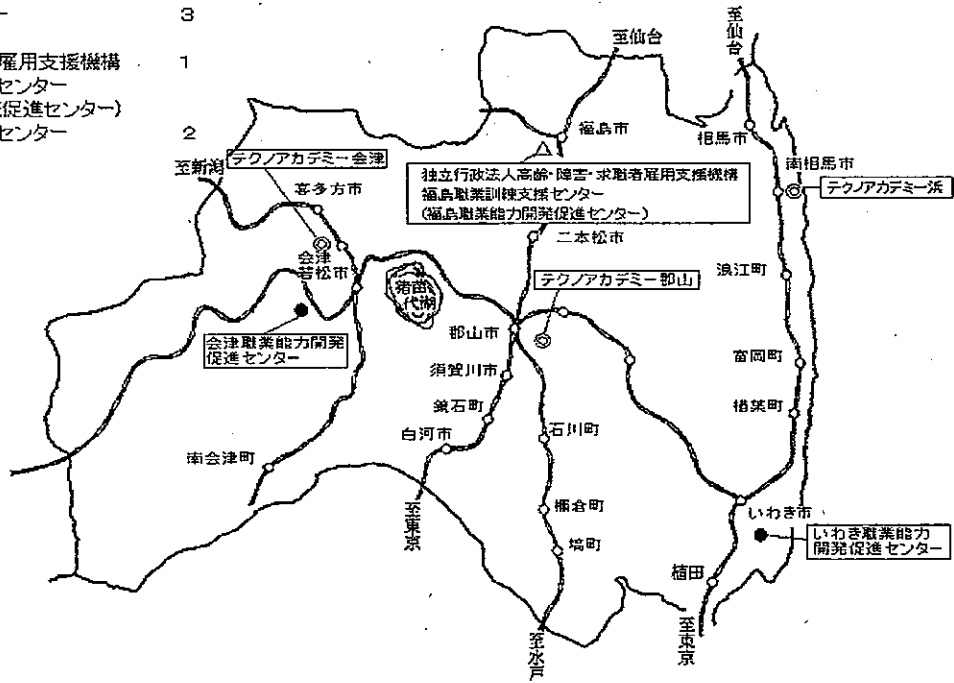 3
雇用支援機構 1
センター
促進センター)
センター 2
至仙台
至仙台
福島市
相馬市
南相馬市
テクノアカデミー会津
至新潟
喜多方市
独立行政法人高齢・障害・求職者雇用支援機構
福島職業訓練支援センター
(福島職業能力開発促進センター)
テクノアカデミー浜
二本松市
会津
若松市
猪苗
代湖
テクノアカデミー郡山
浪江町
会津職業能力開発
促進センター
郡山市
富岡町
須賀川市
楢葉町
鏡石町
白河市
石川町
南会津町
至東京
棚倉町
いわき市
塙町
いわき職業能力
開発促進センター
植田
至水戸
至東京